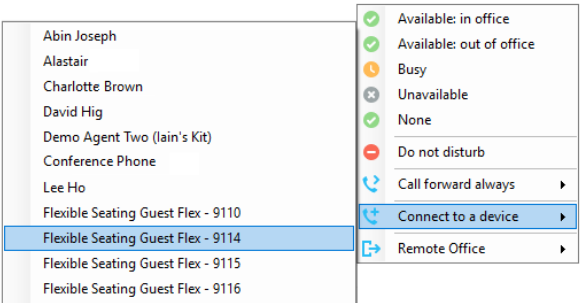 Available: in office
Available: out of office
Busy
Unavailable
None
Do not disturb
Call forward always
Connect to a device
Remote Office
Abin Joseph
Alastair
Charlotte Brown
David Hig
Demo Agent Two (Iain's Kit)
Conference Phone
Lee Ho
Flexible Seating Guest Flex - 9110
Flexible Seating Guest Flex - 9114
Flexible Seating Guest Flex - 9115
Flexible Seating Guest Flex - 9116